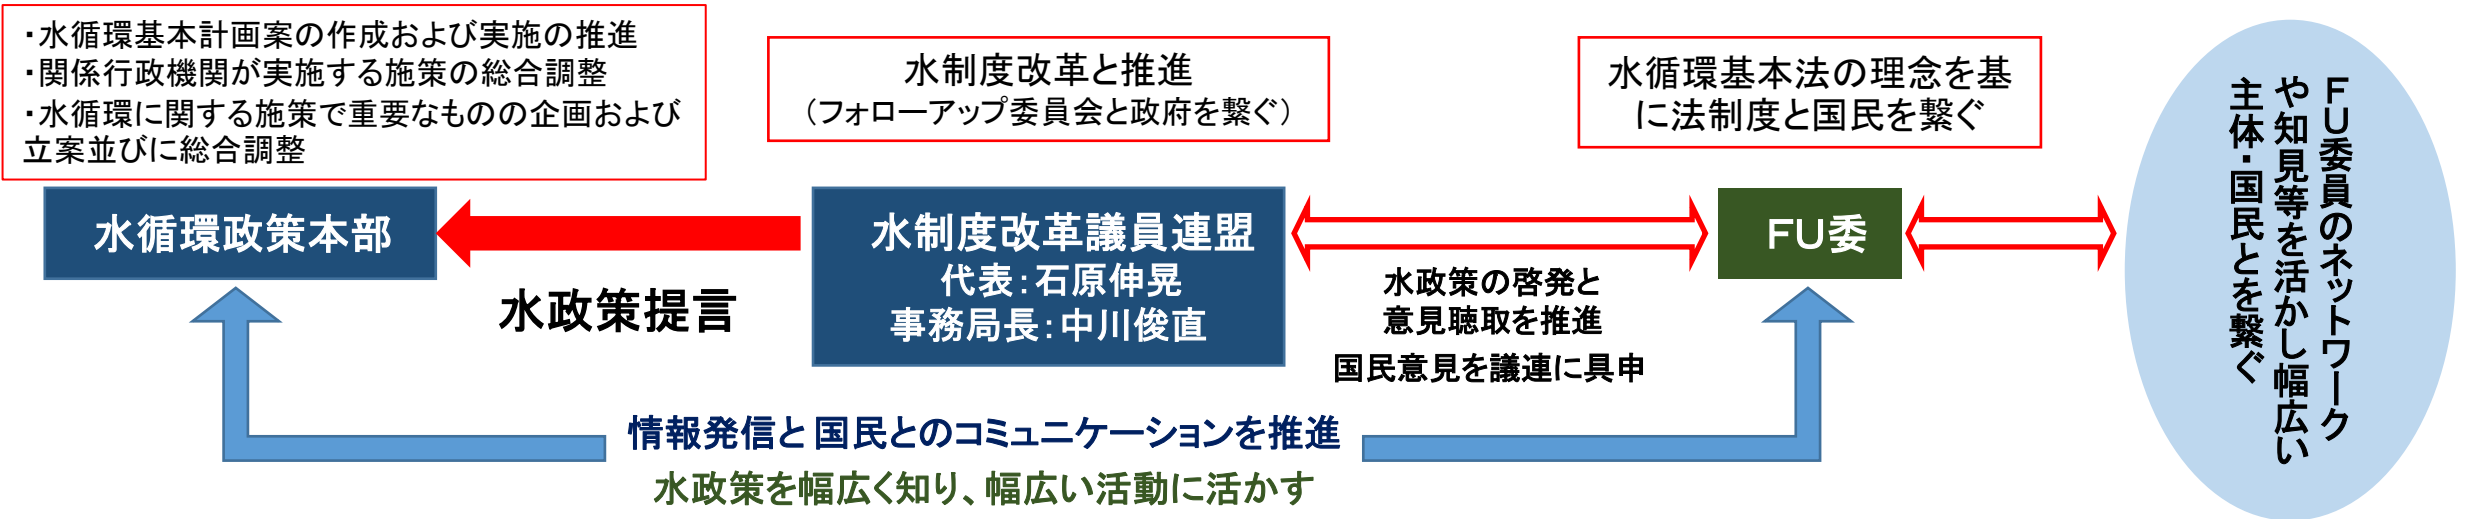 ・水循環基本計画案の作成および実施の推進
・関係行政機関が実施する施策の総合調整
・水循環に関する施策で重要なものの企画および
立案並びに総合調整
水循環政策本部
水制度改革と推進
（フォローアップ委員会と政府を繋ぐ）
水制度改革議員連盟
代表：石原伸晃
事務局長：中川俊直
水政策提言
水循環基本法の理念を基
に法制度と国民を繋ぐ
FU委
水政策の啓発と
意見聴取を推進
国民意見を議連に具申
FU委員のネットワーク
や知見等を活かし幅広い
主体・国民とを繋ぐ
情報発信と国民とのコミュニケーションを推進
水政策を幅広く知り、幅広い活動に活かす